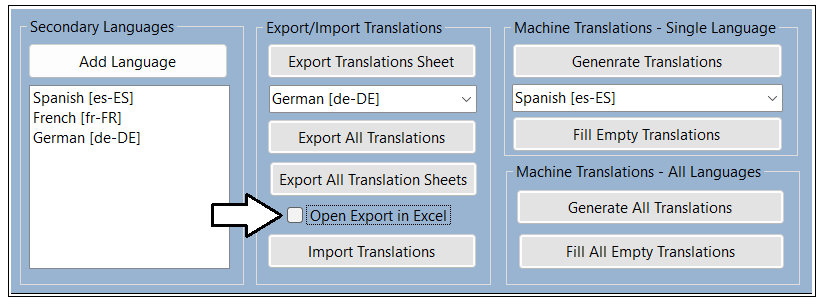 Secondary Languages
Add Language
Spanish [es-ES]
French [fr-FR]
German [de-DE]
Export/Import Translations
Export Translations Sheet
German [de-DE]
Export All Translations
Export All Translation Sheets
Open Export in Excel
Import Translations
Machine Translations - Single Language
Genenrate Translations
Spanish [es-ES]
Fill Empty Translations
Machine Translations - All Languages
Generate All Translations
Fill All Empty Translations